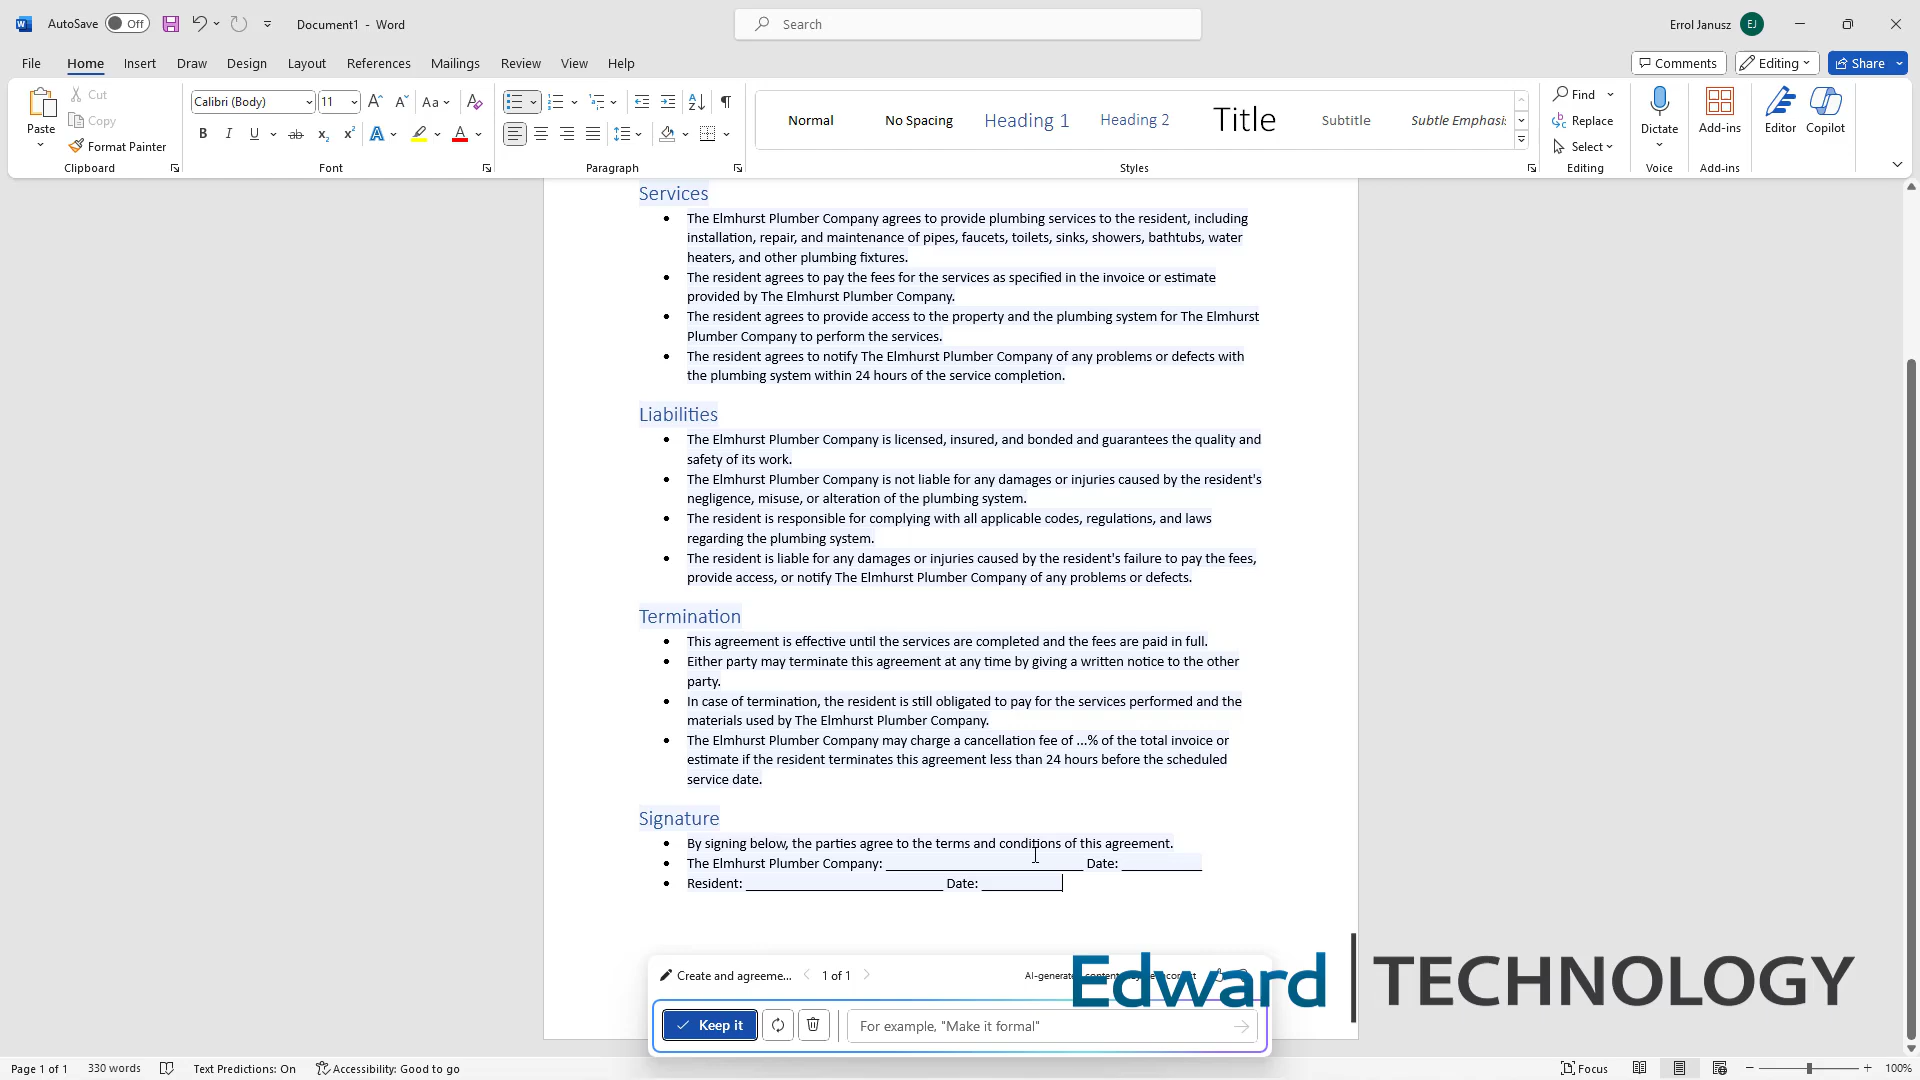 AutoSave Off Document1 - Word Search Errol Janusz EJ
File Home Insert Draw Design Layout References Mailings Review View Help Comments Editing Share
Paste Cut Copy Format Painter Clipboard
Calibri (Body) 11 Font
Paragraph
Normal No Spacing Heading 1 Heading 2 Title Subtitle Subtle Emphasis Styles
Find Replace Select Editing
Dictate Voice
Add-ins Add-ins
Editor Copilot
Services
• The Elmhurst Plumber Company agrees to provide plumbing services to the resident, including
installation, repair, and maintenance of pipes, faucets, toilets, sinks, showers, bathtubs, water
heaters, and other plumbing fixtures.
• The resident agrees to pay the fees for the services as specified in the invoice or estimate
provided by The Elmhurst Plumber Company.
• The resident agrees to provide access to the property and the plumbing system for The Elmhurst
Plumber Company to perform the services.
• The resident agrees to notify The Elmhurst Plumber Company of any problems or defects with
the plumbing system within 24 hours of the service completion.
Liabilities
• The Elmhurst Plumber Company is licensed, insured, and bonded and guarantees the quality and
safety of its work.
• The Elmhurst Plumber Company is not liable for any damages or injuries caused by the resident's
negligence, misuse, or alteration of the plumbing system.
• The resident is responsible for complying with all applicable codes, regulations, and laws
regarding the plumbing system.
• The resident is liable for any damages or injuries caused by the resident's failure to pay the fees,
provide access, or notify The Elmhurst Plumber Company of any problems or defects.
Termination
• This agreement is effective until the services are completed and the fees are paid in full.
• Either party may terminate this agreement at any time by giving a written notice to the other
party.
• In case of termination, the resident is still obligated to pay for the services performed and the
materials used by The Elmhurst Plumber Company.
• The Elmhurst Plumber Company may charge a cancellation fee of ...% of the total invoice or
estimate if the resident terminates this agreement less than 24 hours before the scheduled
service date.
Signature
• By signing below, the parties agree to the terms and conditions of this agreement.
• The Elmhurst Plumber Company: ____________________________ Date: ___________
• Resident: ____________________________ Date: ___________
Create and agreeme... 1 of 1 AI-generated
Edward TECHNOLOGY
Keep it For example, "Make it formal"
Page 1 of 1 330 words Text Predictions: On Accessibility: Good to go Focus 100%